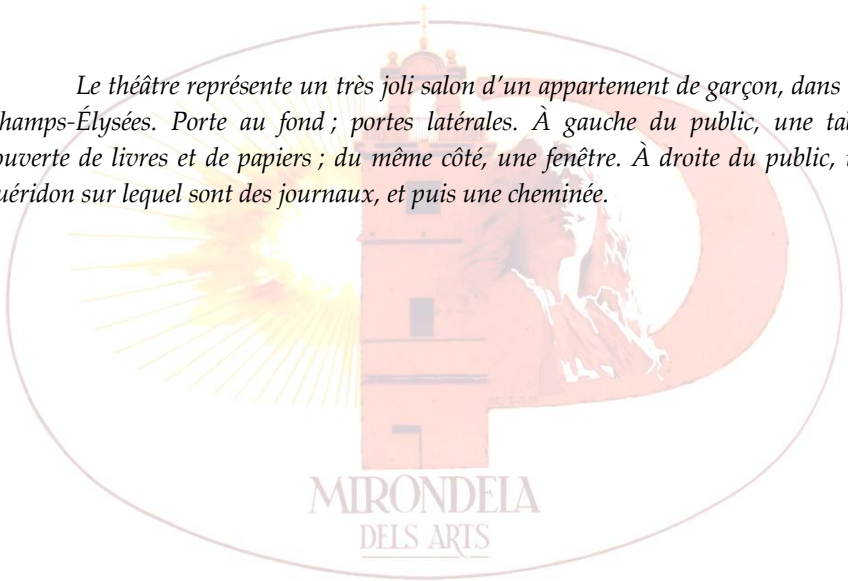 Le théâtre représente un très joli salon d’un appartement de garçon, dans
hamps-Élysées. Porte au fond ; portes latérales. À gauche du public, une
ouverte de livres et de papiers ; du même côté, une fenêtre. À droite du public,
uéridon sur lequel sont des journaux, et puis une cheminée.
MIRONDELA
DELS ARTS